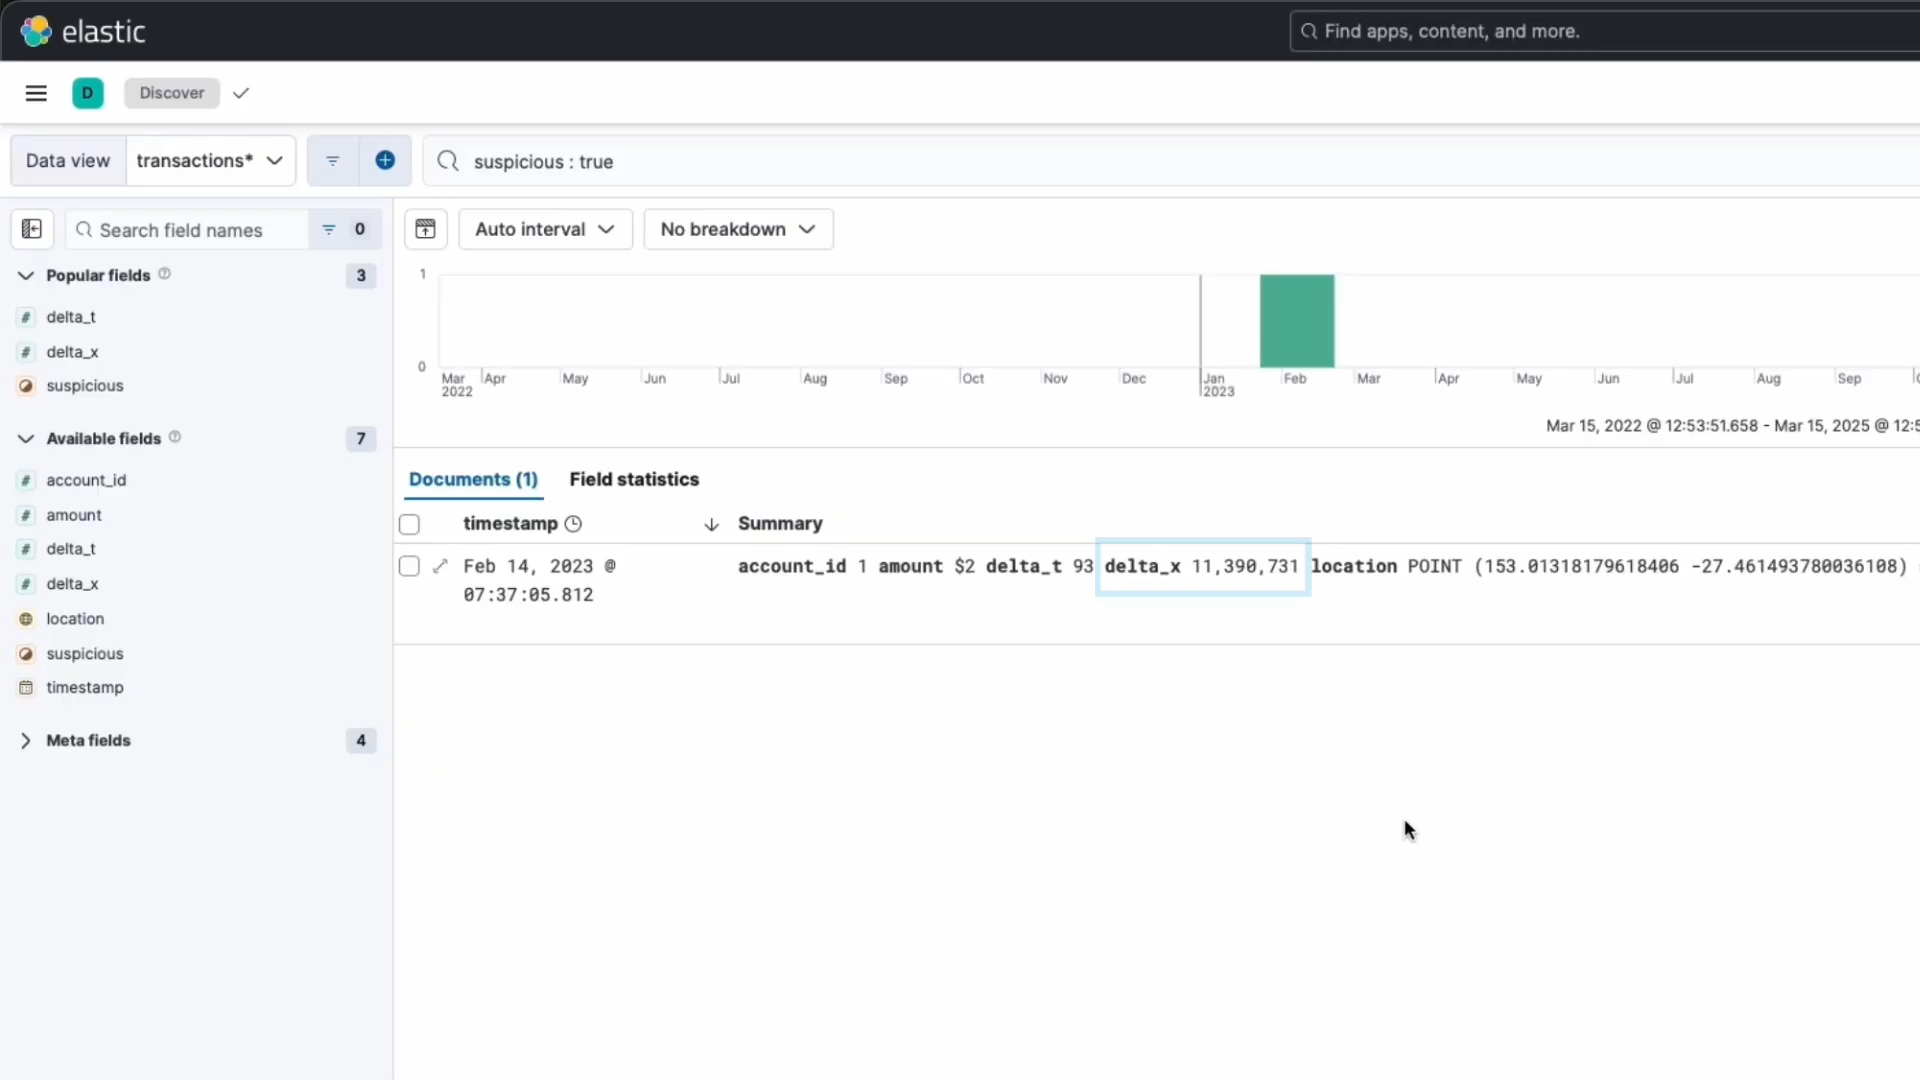 elastic
Find apps, content, and more.
D
Discover
Data view
transactions*
suspicious : true
Search field names
0
Auto interval
No breakdown
Popular fields
3
delta_t
delta_x
suspicious
Available fields
7
account_id
amount
delta_t
delta_x
location
suspicious
timestamp
Meta fields
4
1
0
Mar Apr May Jun Jul Aug Sep Oct Nov Dec Jan Feb Mar Apr May Jun Jul Aug Sep
2022 2023
Mar 15, 2022 @ 12:53:51.658 - Mar 15, 2025 @ 12:5
Documents (1)
Field statistics
timestamp
Summary
Feb 14, 2023 @
07:37:05.812
account_id 1 amount $2 delta_t 93 delta_x 11,390,731 location POINT (153.01318179618406 -27.461493780036108)